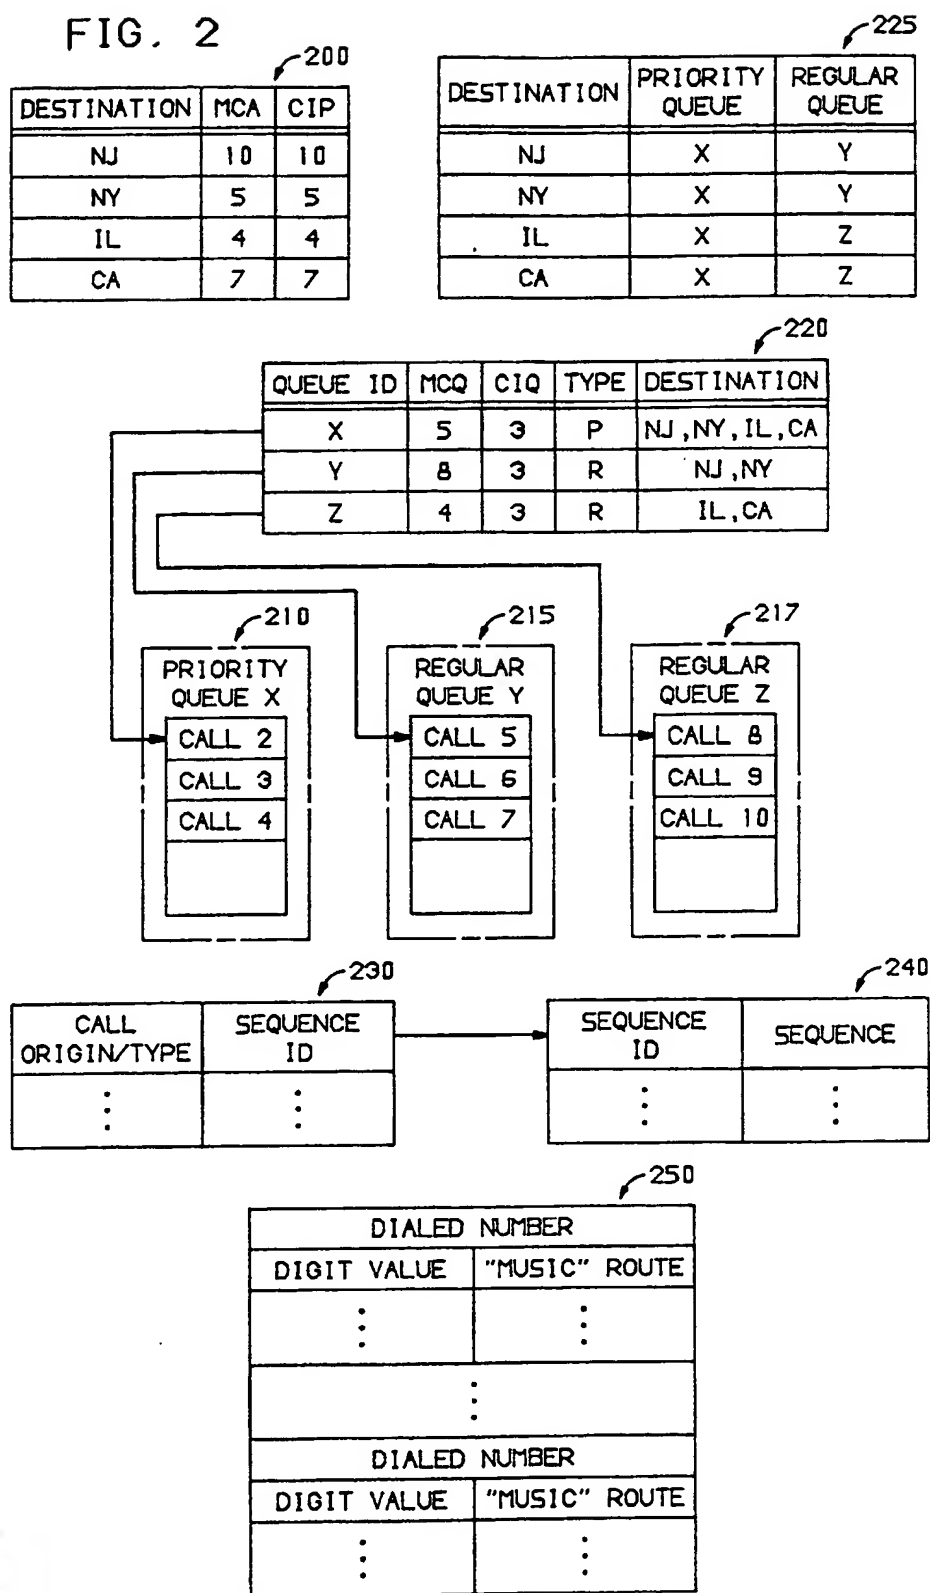 FIG. 2
200
DESTINATION MCA CIP
NJ 10 10
NY 5 5
IL 4 4
CA 7 7
225
DESTINATION PRIORITY QUEUE REGULAR QUEUE
NJ X Y
NY X Y
IL X Z
CA X Z
220
QUEUE ID MCQ CIQ TYPE DESTINATION
X 5 3 P NJ,NY,IL,CA
Y 8 3 R NJ,NY
Z 4 3 R IL,CA
210
PRIORITY
QUEUE X
CALL 2
CALL 3
CALL 4
215
REGULAR
QUEUE Y
CALL 5
CALL 6
CALL 7
217
REGULAR
QUEUE Z
CALL 8
CALL 9
CALL 10
230
CALL ORIGIN/TYPE SEQUENCE ID
240
SEQUENCE ID SEQUENCE
250
DIALED NUMBER
DIGIT VALUE "MUSIC" ROUTE
DIALED NUMBER
DIGIT VALUE "MUSIC" ROUTE